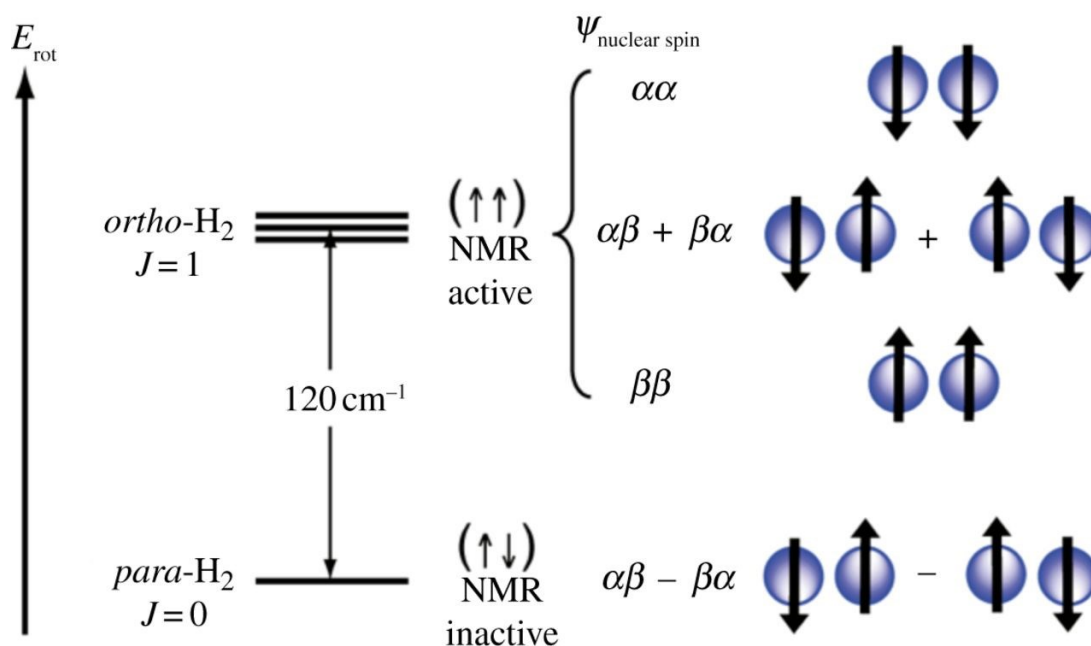 E_rot
ψ_nuclear spin
αα
ortho-H₂
J = 1
(↑↑)
NMR
active
αβ + βα
+
ββ
120 cm⁻¹
para-H₂
J = 0
(↑↓)
NMR
inactive
αβ – βα
–